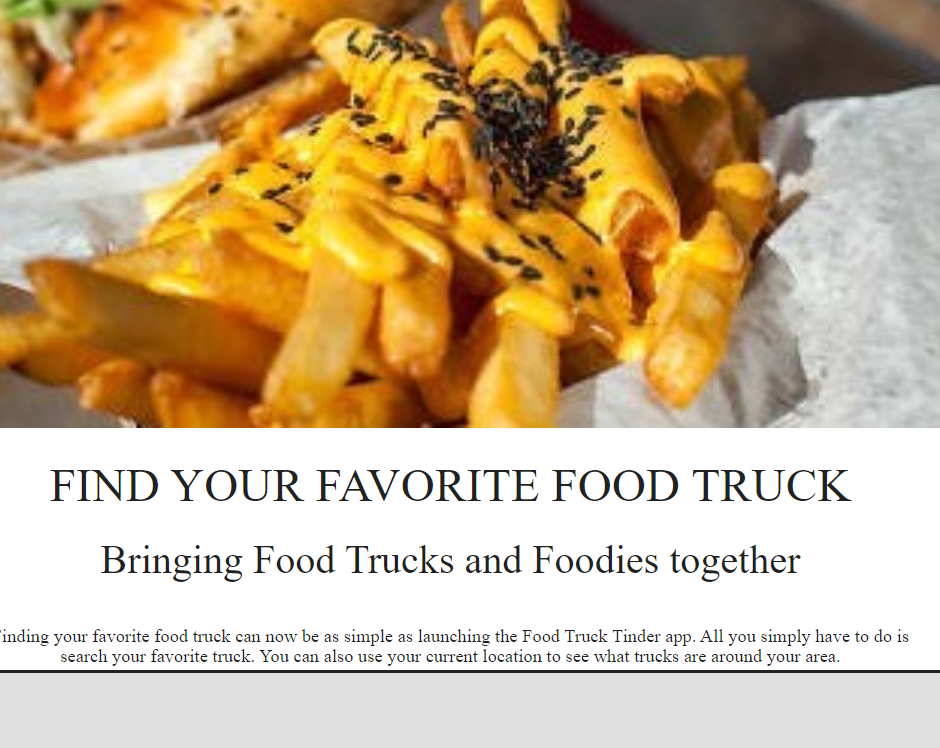 FIND YOUR FAVORITE FOOD TRUCK
Bringing Food Trucks and Foodies together
inding your favorite food truck can now be as simple as launching the Food Truck Tinder app. All you simply have to do is
search your favorite truck. You can also use your current location to see what trucks are around your area.